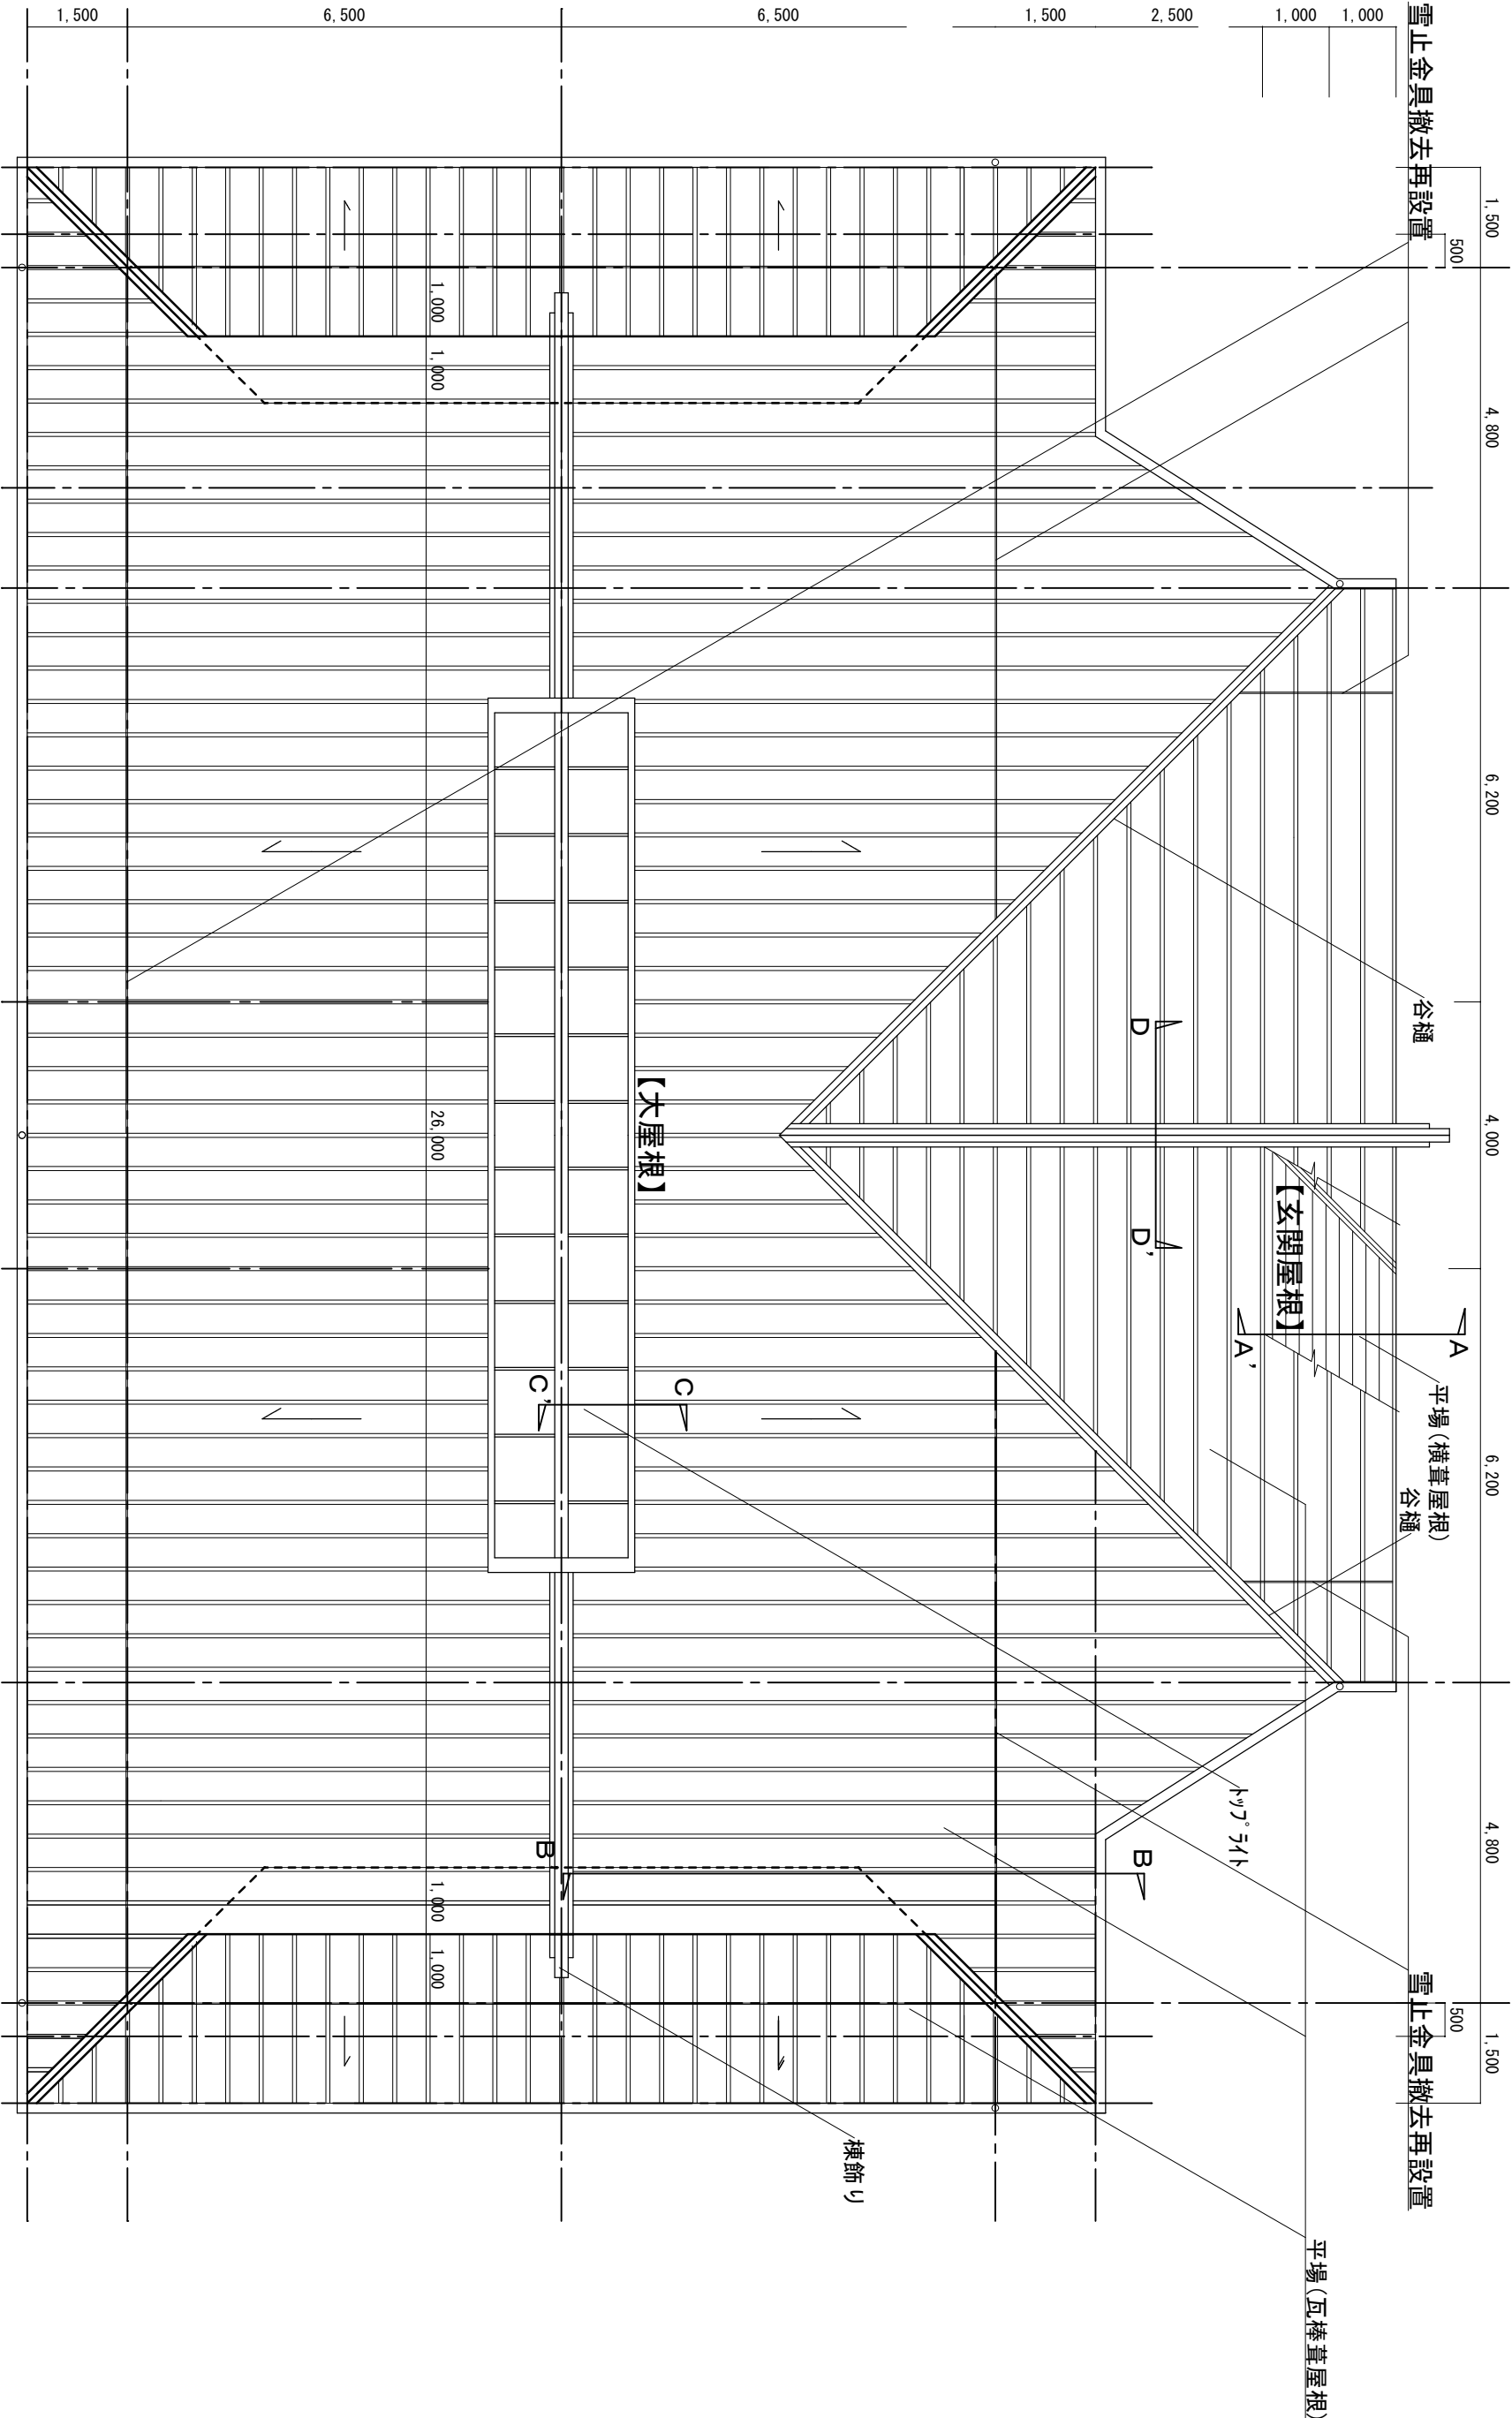 1,500
6,500
6,500
1,500
2,500
1,000
1,000
雪止金具撤去再設置
1,500
500
4,800
6,200
4,000
6,200
4,800
500
1,500
1,000
1,000
26,000
1,000
1,000
谷樋
D
D'
【大屋根】
【玄関屋根】
A
A'
平場(横葺屋根)
谷樋
C
C'
トップライト
B
B'
雪止金具撤去再設置
棟飾り
平場(瓦棒葺屋根)